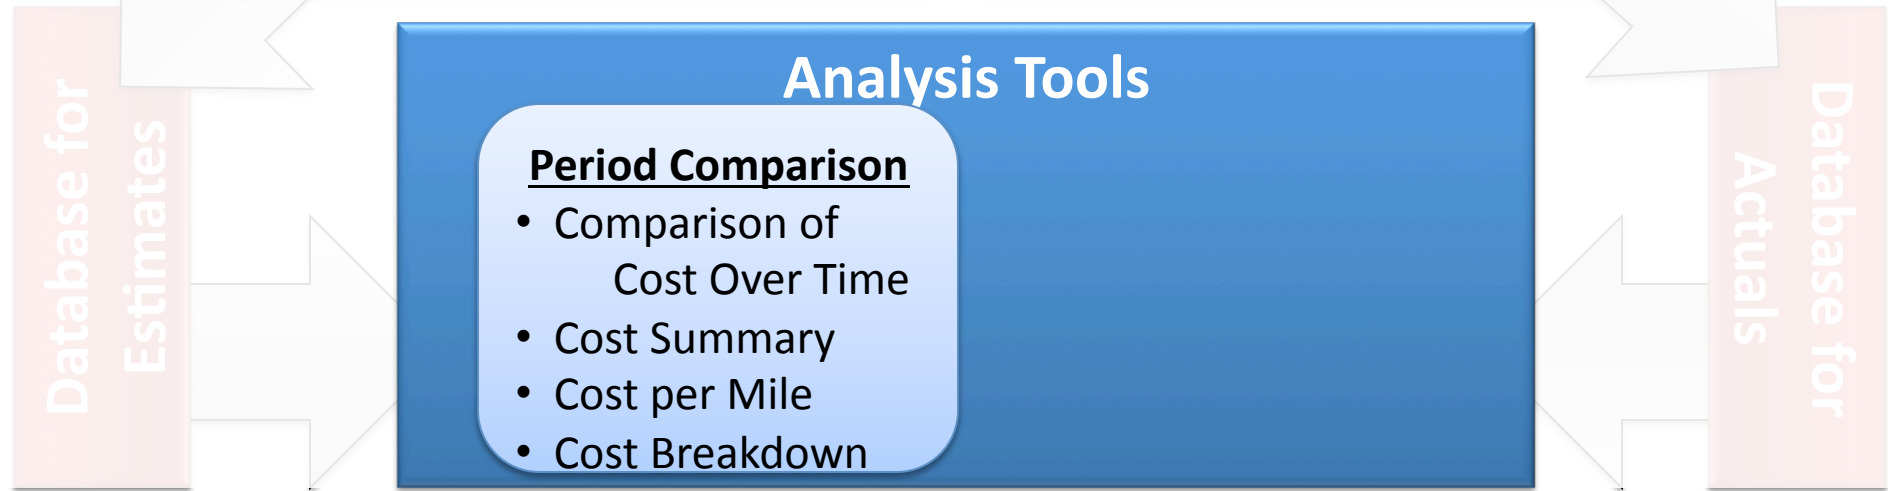 Analysis Tools
Database for
Estimates
Period Comparison
• Comparison of
Cost Over Time
• Cost Summary
• Cost per Mile
• Cost Breakdown
Database for
Actuals